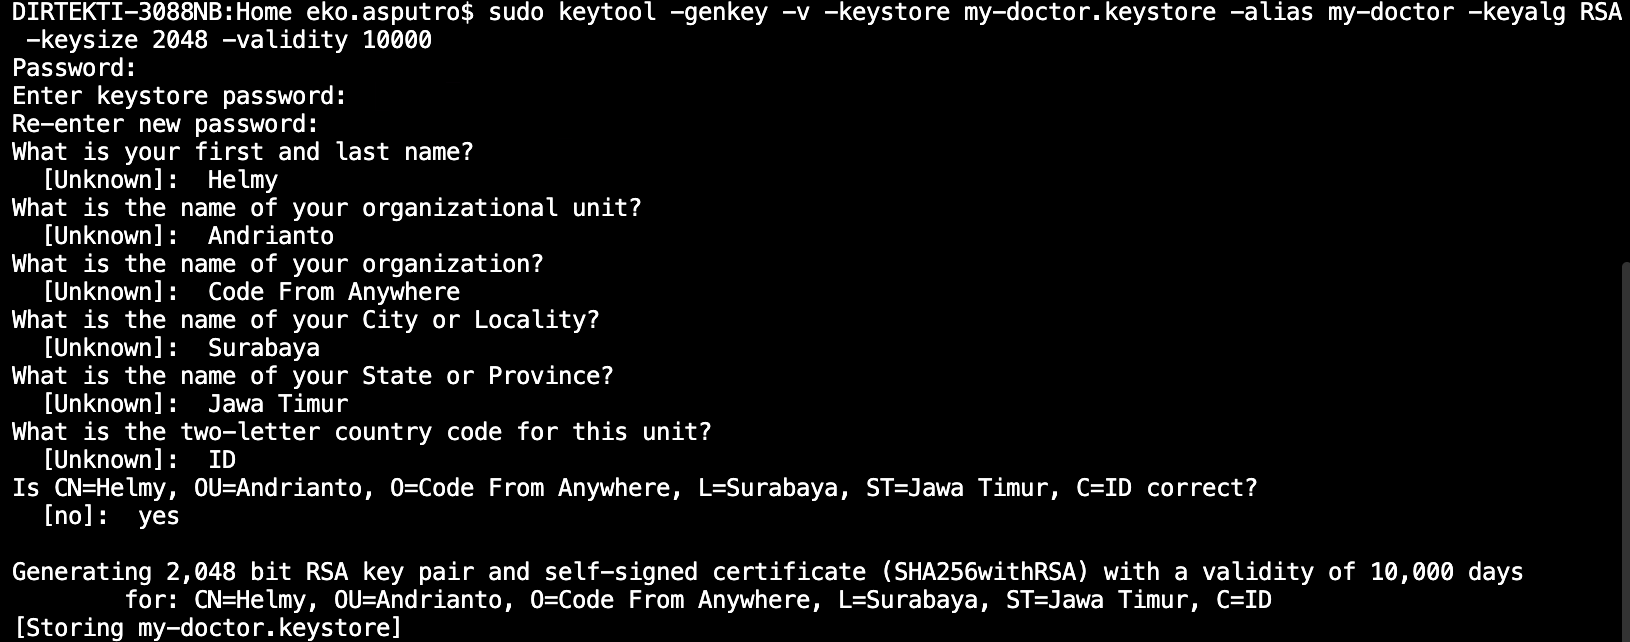 DIRTEKTI-3088NB:Home eko.asputro$ sudo keytool -genkey -v -keystore my-doctor.keystore -alias my-doctor -keyalg RSA
 -keysize 2048 -validity 10000
Password:
Enter keystore password:
Re-enter new password:
What is your first and last name?
  [Unknown]:  Helmy
What is the name of your organizational unit?
  [Unknown]:  Andrianto
What is the name of your organization?
  [Unknown]:  Code From Anywhere
What is the name of your City or Locality?
  [Unknown]:  Surabaya
What is the name of your State or Province?
  [Unknown]:  Jawa Timur
What is the two-letter country code for this unit?
  [Unknown]:  ID
Is CN=Helmy, OU=Andrianto, O=Code From Anywhere, L=Surabaya, ST=Jawa Timur, C=ID correct?
  [no]:  yes

Generating 2,048 bit RSA key pair and self-signed certificate (SHA256withRSA) with a validity of 10,000 days
        for: CN=Helmy, OU=Andrianto, O=Code From Anywhere, L=Surabaya, ST=Jawa Timur, C=ID
[Storing my-doctor.keystore]